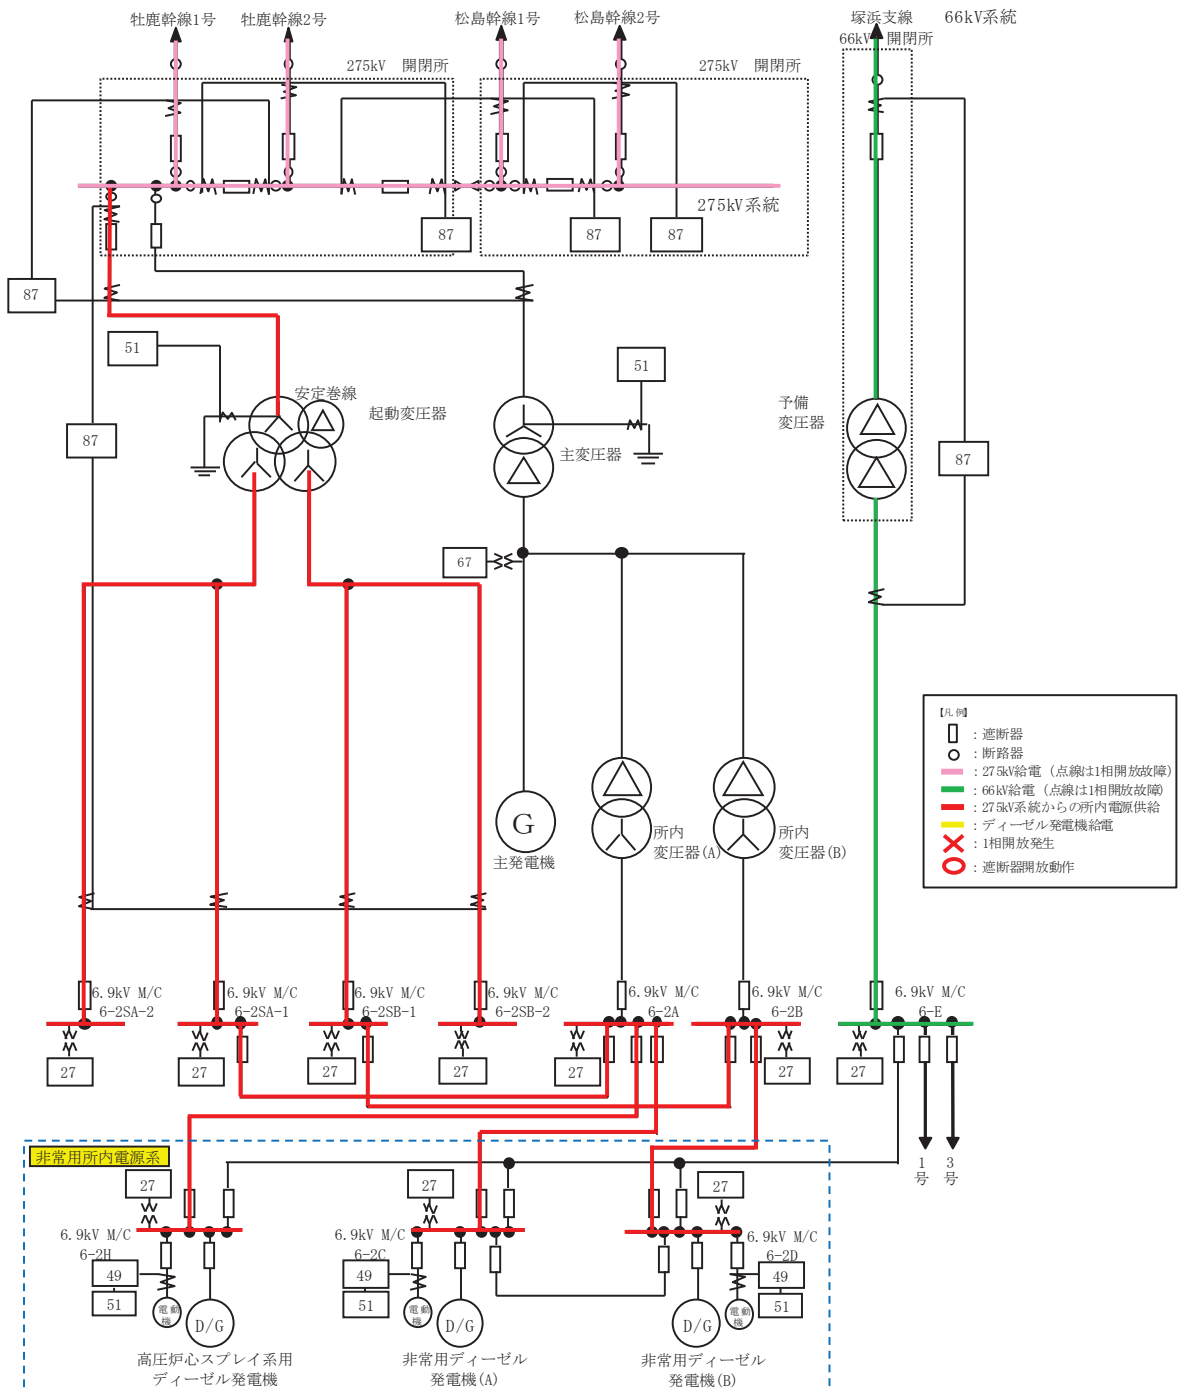 牡鹿幹線1号
牡鹿幹線2号
松島幹線1号
松島幹線2号
塚浜支線
66kV系統
66kV 開閉所
275kV 開閉所
275kV 開閉所
275kV系統
87
87
87
87
51
51
安定巻線
起動変圧器
予備
変圧器
87
主変圧器
87
67
【凡例】
：遮断器
：断路器
：275kV給電（点線は1相開放故障）
：66kV給電（点線は1相開放故障）
：275kV系統からの所内電源供給
：ディーゼル発電機給電
：1相開放発生
：遮断器開放動作
G
主発電機
所内
変圧器(A)
所内
変圧器(B)
6.9kV M/C
6-2SA-2
6.9kV M/C
6-2SA-1
6.9kV M/C
6-2SB-1
6.9kV M/C
6-2SB-2
6.9kV M/C
6-2A
6.9kV M/C
6-2B
6.9kV M/C
6-E
27
27
27
27
27
27
27
非常用所内電源系
1
号
3
号
27
27
27
6.9kV M/C
6-2H
6.9kV M/C
6-2C
6.9kV M/C
6-2D
49
51
49
51
49
51
電動
機
D/G
電動
機
D/G
D/G
電動
機
高圧炉心スプレイ系用
ディーゼル発電機
非常用ディーゼル
発電機(A)
非常用ディーゼル
発電機(B)